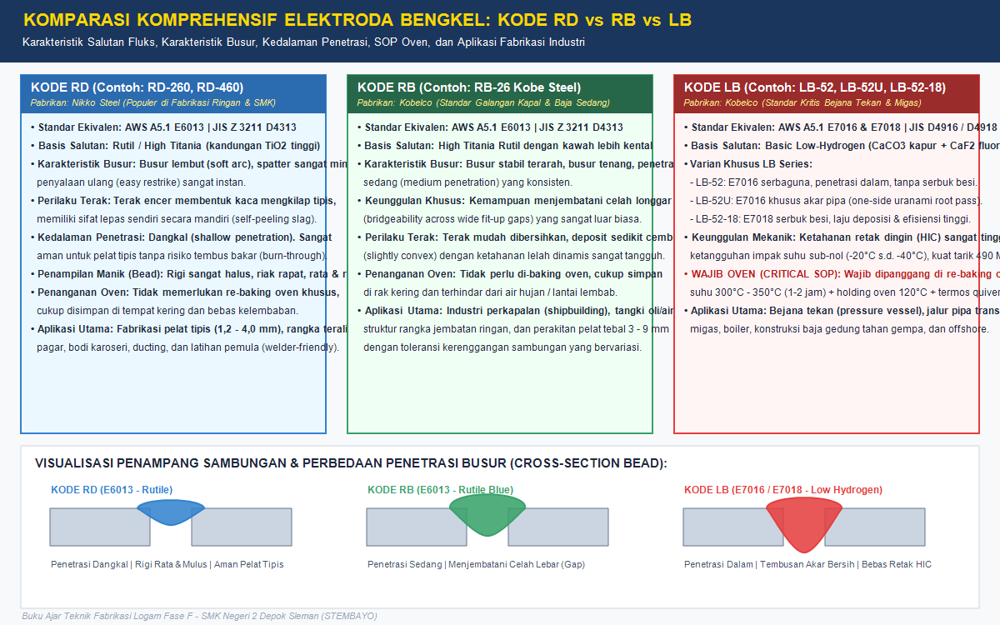 KOMPARASI KOMPREHENSIF ELEKTRODA BENGKEL: KODE RD vs RB vs LB
Karakteristik Salutan Fluks, Karakteristik Busur, Kedalaman Penetrasi, SOP Oven, dan Aplikasi Fabrikasi Industri
KODE RD (Contoh: RD-260, RD-460)
Pabrikan: Nikko Steel (Populer di Fabrikasi Ringan & SMK)
• Standar Ekivalen: AWS A5.1 E6013 | JIS Z 3211 D4313
• Basis Salutan: Rutil / High Titania (kandungan TiO2 tinggi)
• Karakteristik Busur: Busur lembut (soft arc), spatter sangat min
penyalaan ulang (easy restrike) sangat instan.
• Perilaku Terak: Terak encer membentuk kaca mengkilap tipis,
memiliki sifat lepas sendiri secara mandiri (self-peeling slag).
• Kedalaman Penetrasi: Dangkal (shallow penetration). Sangat
aman untuk pelat tipis tanpa risiko tembus bakar (burn-through).
• Penampilan Manik (Bead): Rigi sangat halus, riak rapat, rata & r
• Penanganan Oven: Tidak memerlukan re-baking oven khusus,
cukup disimpan di tempat kering dan bebas kelembaban.
• Aplikasi Utama: Fabrikasi pelat tipis (1,2 - 4,0 mm), rangka terali
pagar, bodi karoseri, ducting, dan latihan pemula (welder-friendly).
KODE RB (Contoh: RB-26 Kobe Steel)
Pabrikan: Kobelco (Standar Galangan Kapal & Baja Sedang)
• Standar Ekivalen: AWS A5.1 E6013 | JIS Z 3211 D4313
• Basis Salutan: High Titania Rutil dengan kawah lebih kental
• Karakteristik Busur: Busur stabil terarah, busur tenang, penetra
sedang (medium penetration) yang konsisten.
• Keunggulan Khusus: Kemampuan menjembatani celah longgar
(bridgeability across wide fit-up gaps) yang sangat luar biasa.
• Perilaku Terak: Terak mudah dibersihkan, deposit sedikit cemb
(slightly convex) dengan ketahanan lelah dinamis sangat tangguh.
• Penanganan Oven: Tidak perlu di-baking oven, cukup simpan
di rak kering dan terhindar dari air hujan / lantai lembab.
• Aplikasi Utama: Industri perkapalan (shipbuilding), tangki oli/air
struktur rangka jembatan ringan, dan perakitan pelat tebal 3 - 9 mm
dengan toleransi kerenggangan sambungan yang bervariasi.
KODE LB (Contoh: LB-52, LB-52U, LB-52-18)
Pabrikan: Kobelco (Standar Kritis Bejana Tekan & Migas)
• Standar Ekivalen: AWS A5.1 E7016 & E7018 | JIS D4916 / D4918
• Basis Salutan: Basic Low-Hydrogen (CaCO3 kapur + CaF2 fluor
• Varian Khusus LB Series:
- LB-52: E7016 serbaguna, penetrasi dalam, tanpa serbuk besi.
- LB-52U: E7016 khusus akar pipa (one-side uranami root pass).
- LB-52-18: E7018 serbuk besi, laju deposisi & efisiensi tinggi.
• Keunggulan Mekanik: Ketahanan retak dingin (HIC) sangat tingg
ketangguhan impak suhu sub-nol (-20°C s.d. -40°C), kuat tarik 490 M
• WAJIB OVEN (CRITICAL SOP): Wajib dipanggang di re-baking o
suhu 300°C - 350°C (1-2 jam) + holding oven 120°C + termos quiver
• Aplikasi Utama: Bejana tekan (pressure vessel), jalur pipa trans
migas, boiler, konstruksi baja gedung tahan gempa, dan offshore.
VISUALISASI PENAMPANG SAMBUNGAN & PERBEDAAN PENETRASI BUSUR (CROSS-SECTION BEAD):
KODE RD (E6013 - Rutile)
Penetrasi Dangkal | Rigi Rata & Mulus | Aman Pelat Tipis
KODE RB (E6013 - Rutile Blue)
Penetrasi Sedang | Menjembatani Celah Lebar (Gap)
KODE LB (E7016 / E7018 - Low Hydrogen)
Penetrasi Dalam | Tembusan Akar Bersih | Bebas Retak HIC
Buku Ajar Teknik Fabrikasi Logam Fase F - SMK Negeri 2 Depok Sleman (STEMBAYO)